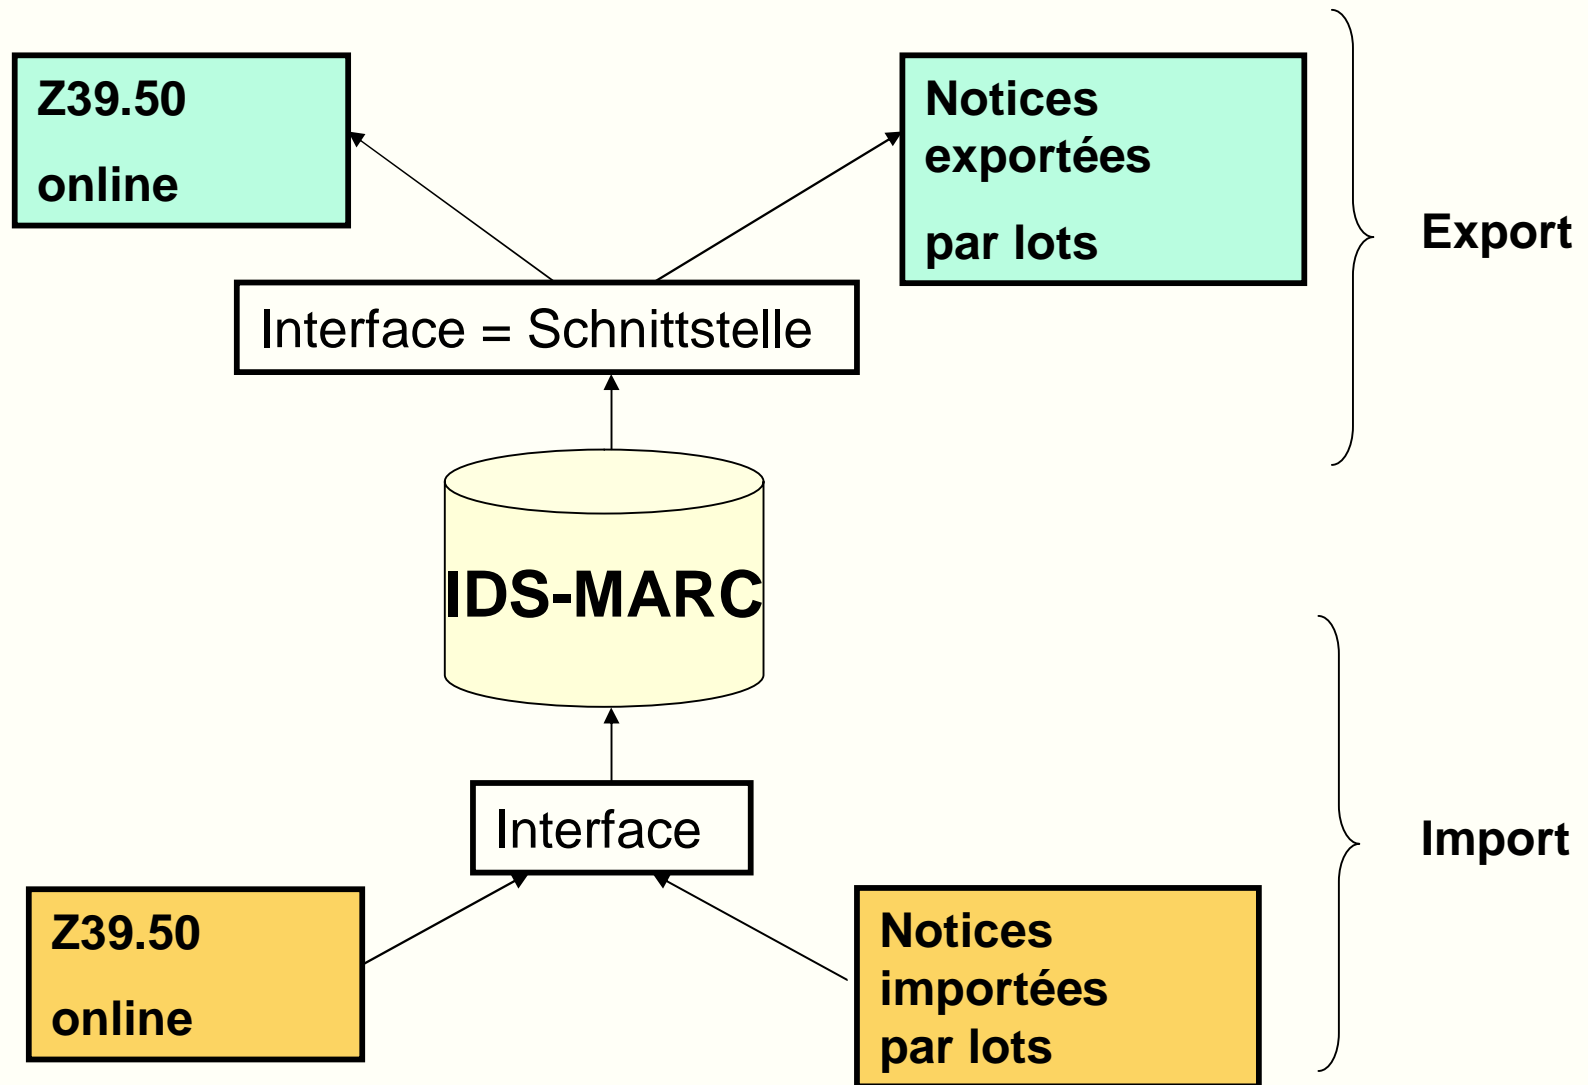 Z39.50
online
Notices
exportées
par lots
Export
Interface = Schnittstelle
IDS-MARC
Interface
Import
Z39.50
online
Notices
importées
par lots